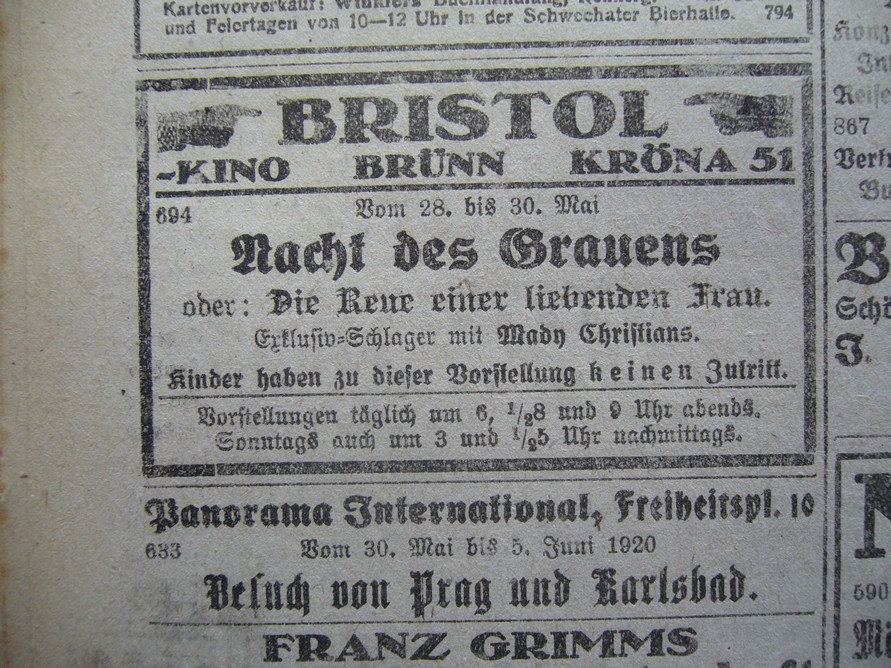 Kartenvorverkauf: Winklers Buchhandlung,
und Feiertagen von 10—12 Uhr in der Schwechater Bierhalle. 794
BRISTOL
-KINO BRÜNN KRÖNA 51
694 Vom 28. bis 30. Mai
Nacht des Grauens
oder: Die Reue einer liebenden Frau.
Exklusiv-Schlager mit Mady Christians.
Kinder haben zu dieser Vorstellung keinen Zutritt.
Vorstellungen täglich um 6, 1/28 und 9 Uhr abends.
Sonntags auch um 3 und 1/25 Uhr nachmittags.
Panorama International, Freiheitspl. 10
633 Vom 30. Mai bis 5. Juni 1920
Besuch von Prag und Karlsbad.
FRANZ GRIMMS
867
590